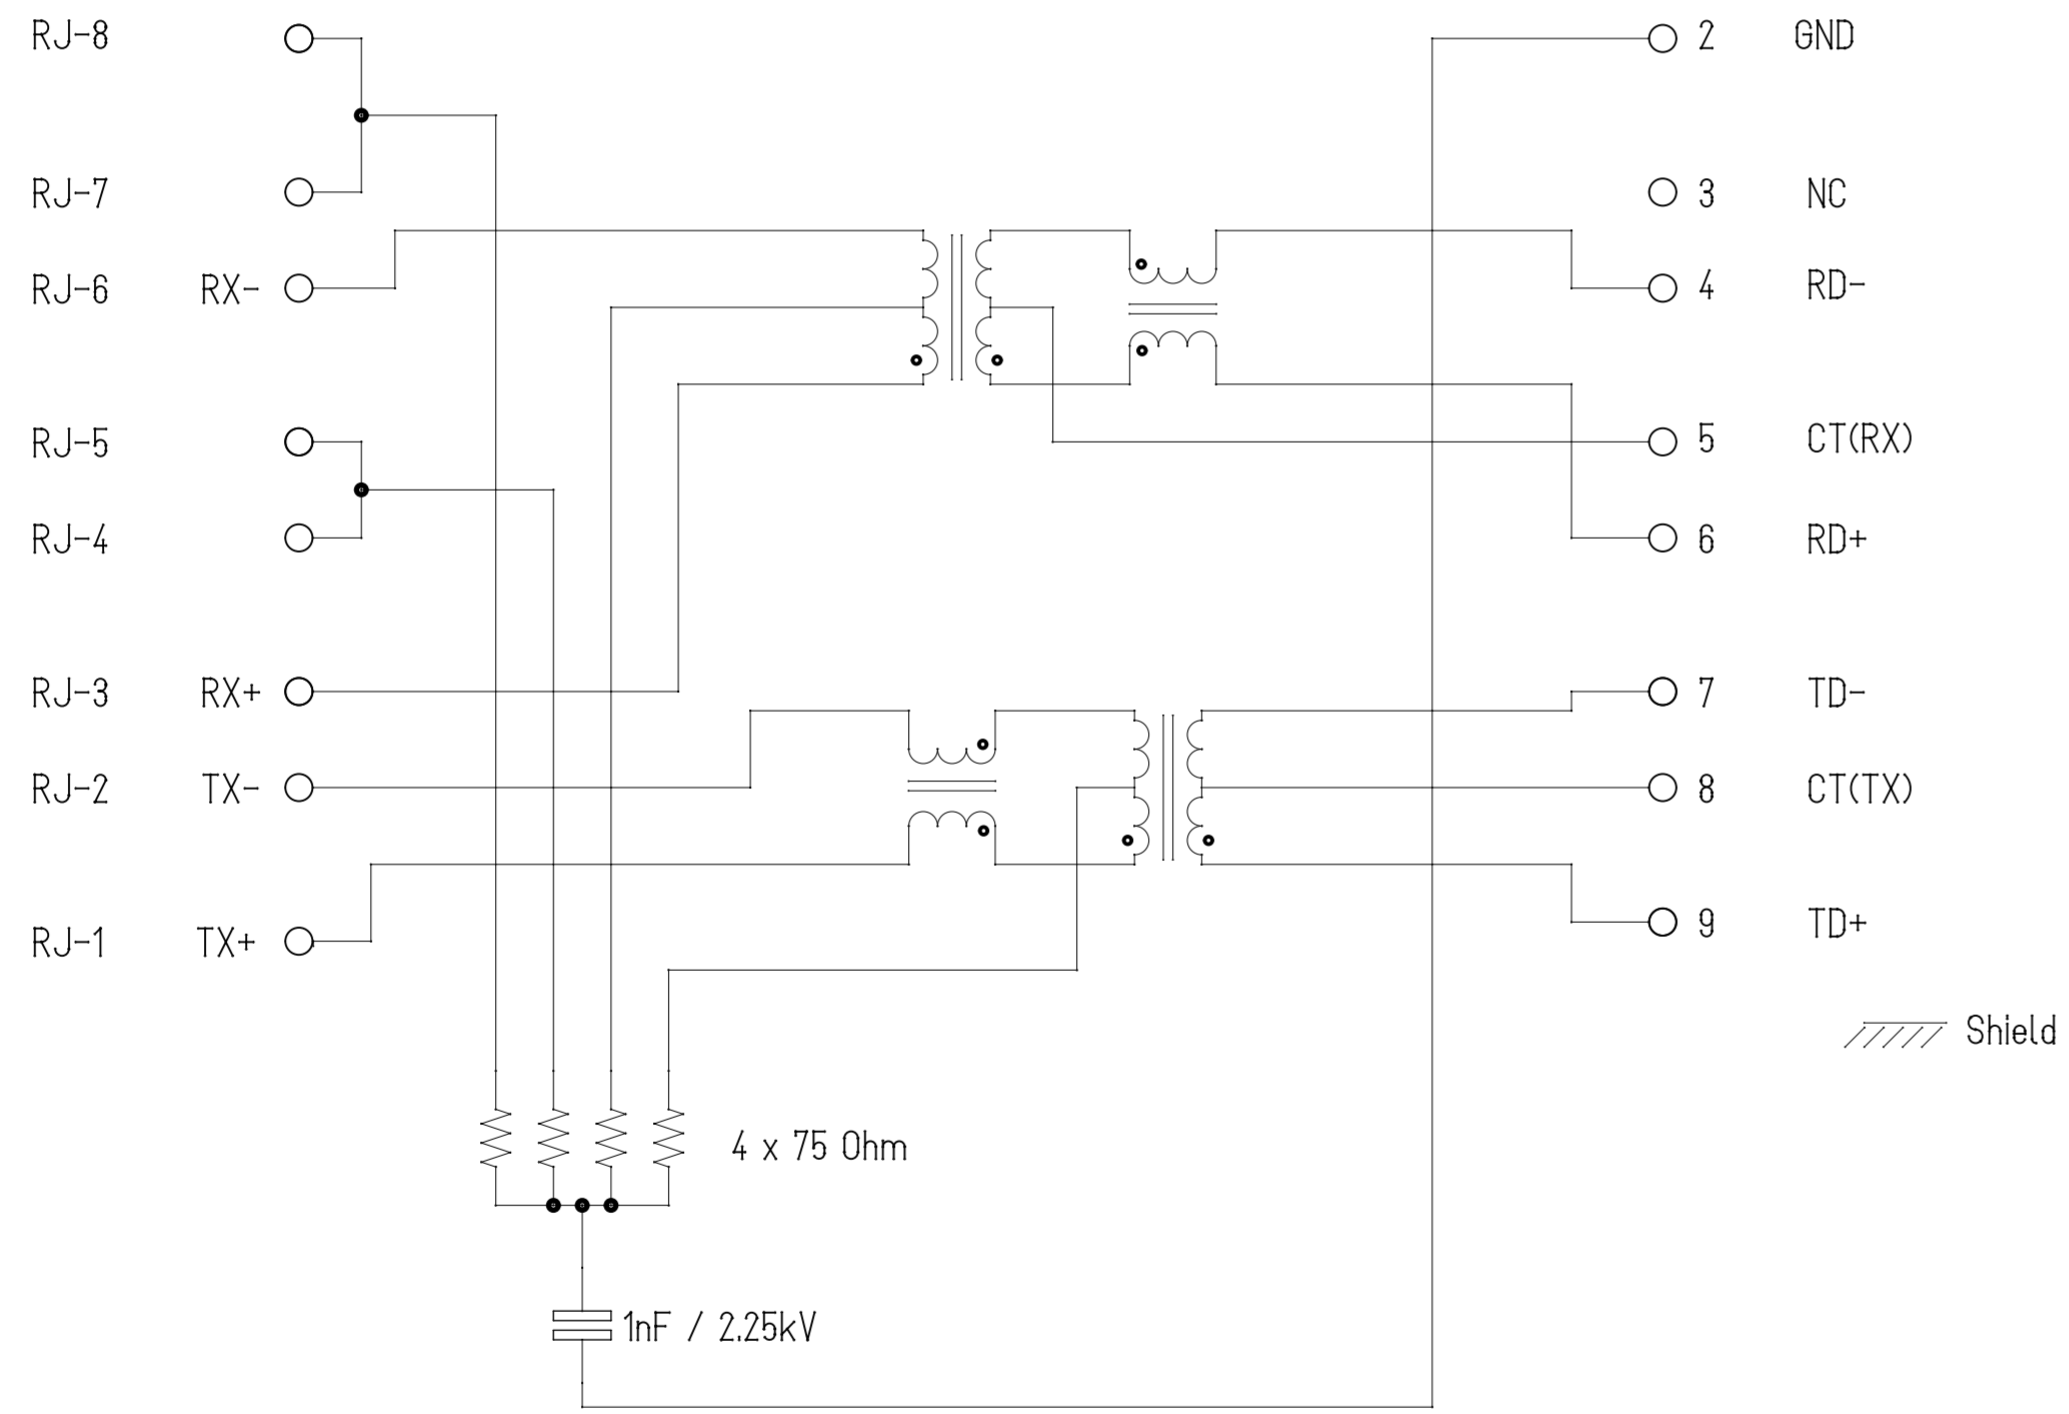 RJ-8 2 GND
RJ-7 3 NC
RJ-6 RX- 4 RD-
RJ-5 5 CT(RX)
RJ-4 6 RD+
RJ-3 RX+ 7 TD-
RJ-2 TX- 8 CT(TX)
RJ-1 TX+ 9 TD+
Shield
4 x 75 Ohm
1nF / 2.25kV